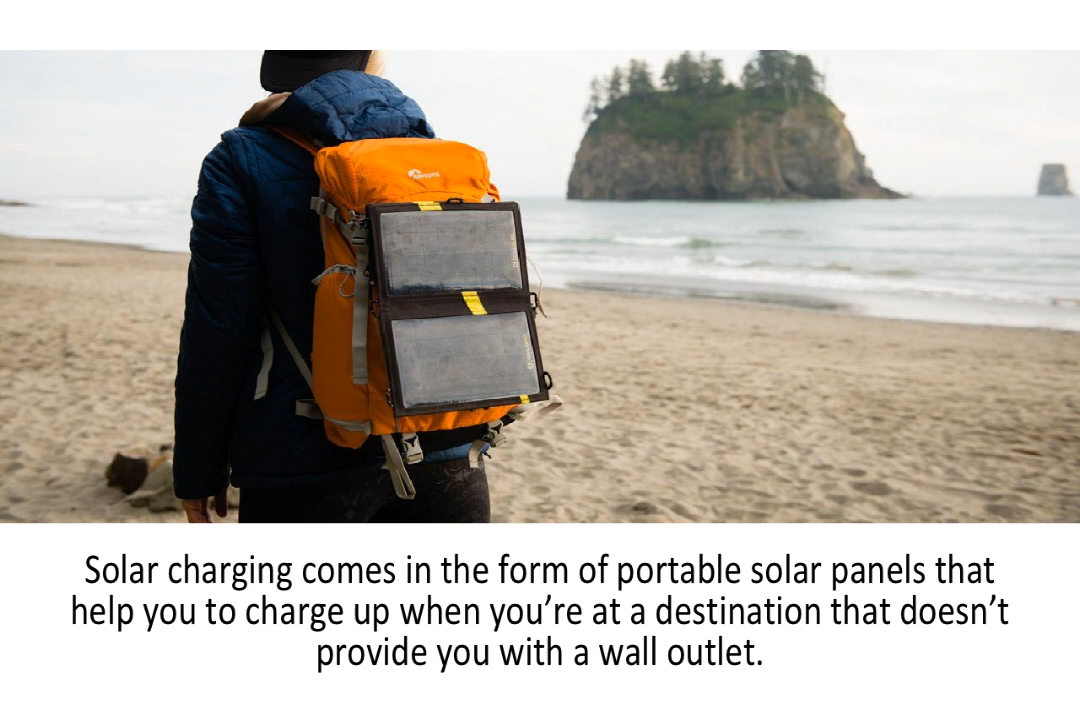 Lowepro
Solar charging comes in the form of portable solar panels that
help you to charge up when you’re at a destination that doesn’t
provide you with a wall outlet.